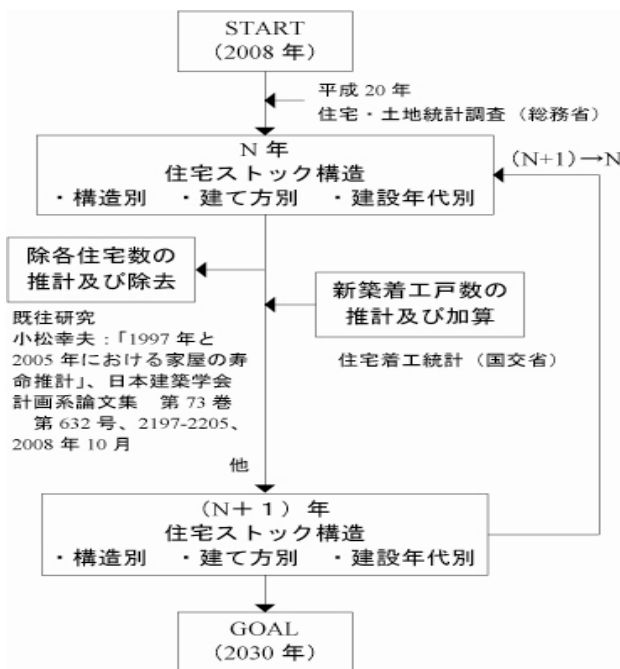 START
（2008 年）
平成 20 年
住宅・土地統計調査（総務省）
N 年
住宅ストック構造
・構造別　・建て方別　・建設年代別
(N+1) →N
除各住宅数の
推計及び除去
新築着工戸数の
推計及び加算
既往研究
小松幸夫：「1997 年と
2005 年における家屋の寿
命推計」、日本建築学会
計画系論文集　第 73 巻
第 632 号、2197-2205、
2008 年 10 月
住宅着工統計（国交省）
他
（N＋１）年
住宅ストック構造
・構造別　・建て方別　・建設年代別
GOAL
（2030 年）